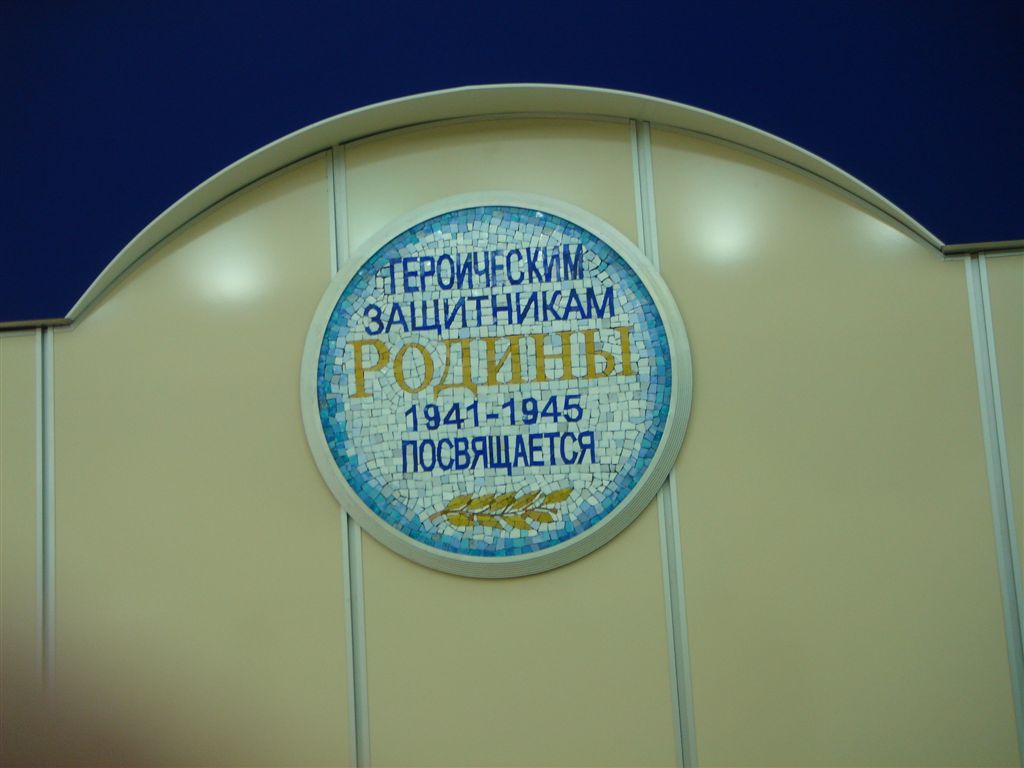 ГЕРОИЧЕСКИМ
ЗАЩИТНИКАМ
РОДИНЫ
1941-1945
ПОСВЯЩАЕТСЯ